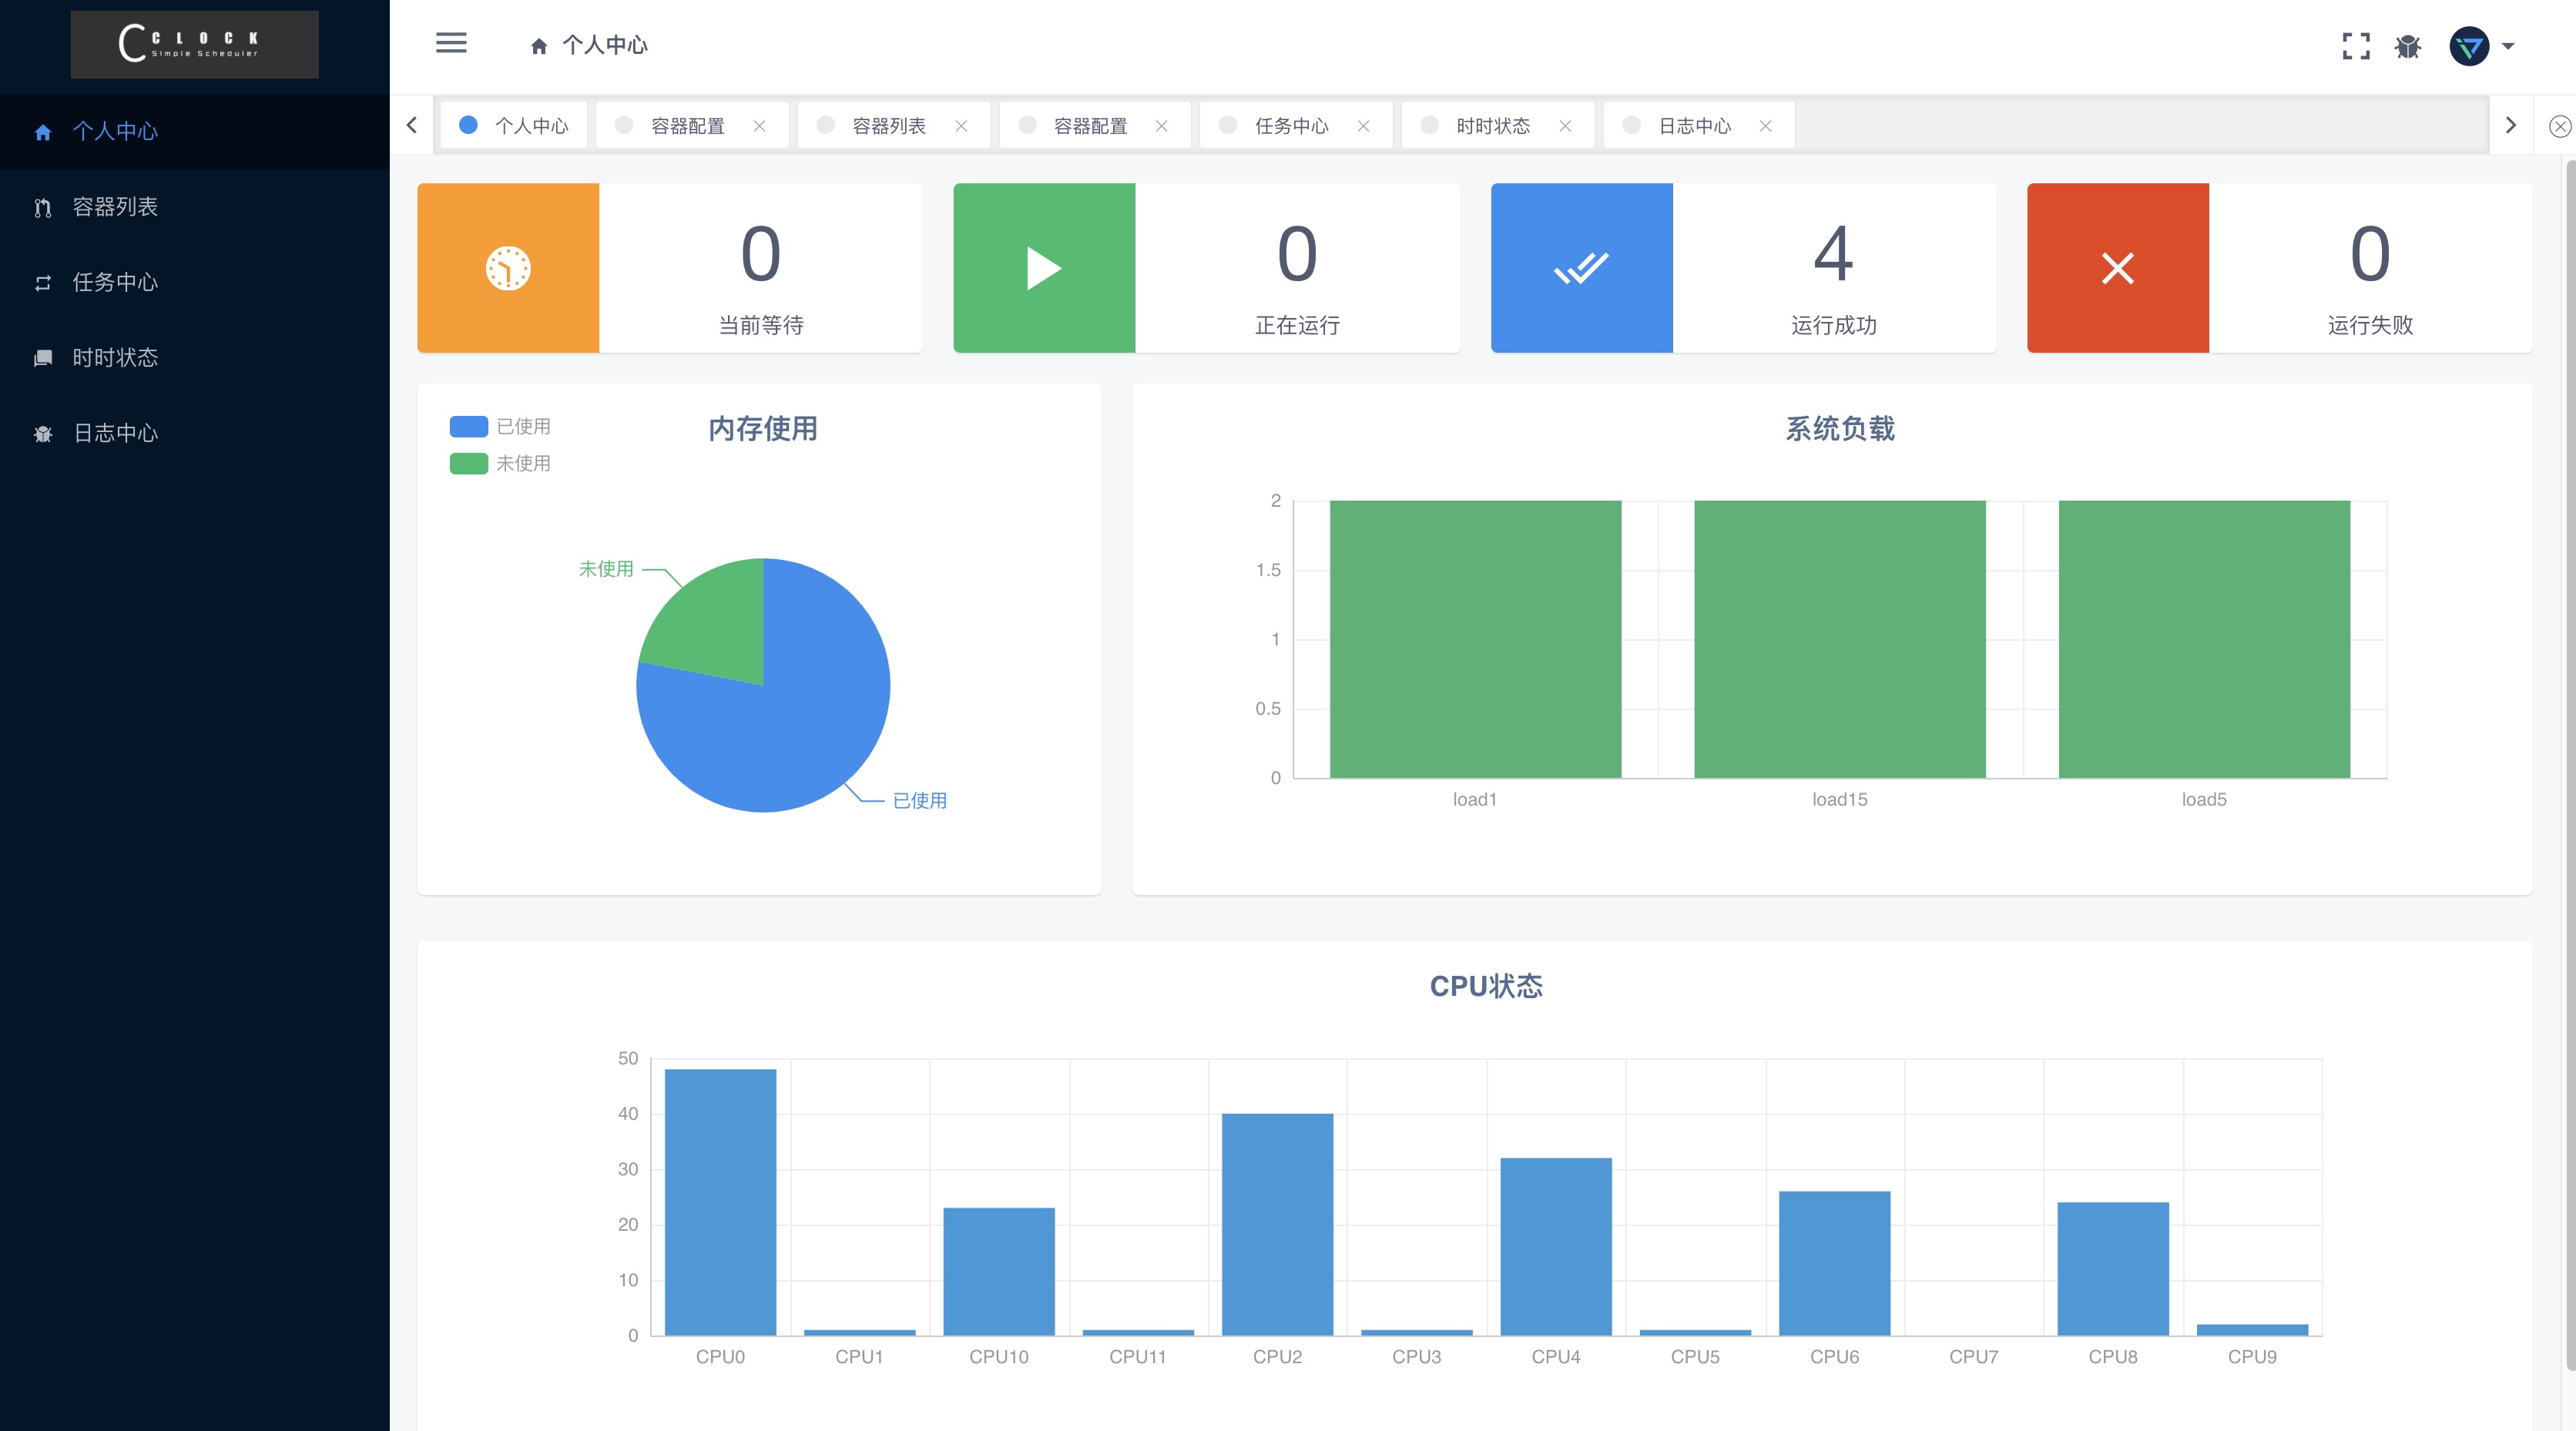 CLOCK
Simple Scheduler
个人中心
容器列表
任务中心
时时状态
日志中心
个人中心
个人中心
容器配置
容器列表
容器配置
任务中心
时时状态
日志中心
0
当前等待
0
正在运行
4
运行成功
0
运行失败
已使用
未使用
内存使用
未使用
已使用
系统负载
2
1.5
1
0.5
0
load1
load15
load5
CPU状态
50
40
30
20
10
0
CPU0
CPU1
CPU10
CPU11
CPU2
CPU3
CPU4
CPU5
CPU6
CPU7
CPU8
CPU9